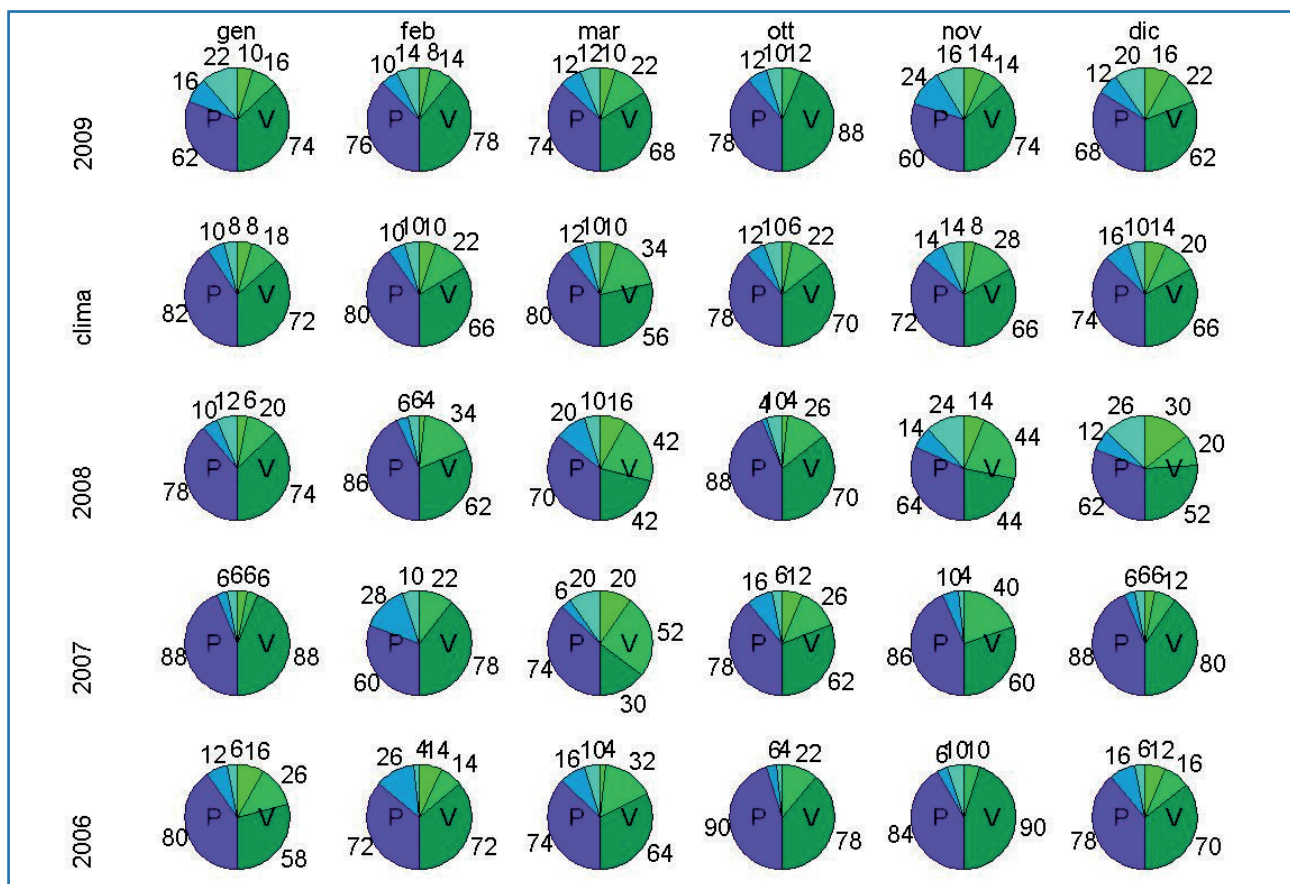 gen feb mar ott nov dic
2009
16 22 10 16 P V 62 74
10 14 8 14 P V 76 78
12 12 10 22 P V 74 68
12 10 12 P V 78 88
24 16 14 14 P V 60 74
12 20 16 22 P V 68 62
clima
10 8 8 18 P V 82 72
10 10 10 22 P V 80 66
12 10 10 34 P V 80 56
12 10 6 22 P V 78 70
14 14 8 28 P V 72 66
16 10 14 20 P V 74 66
2008
10 12 6 20 P V 78 74
6 6 4 34 P V 86 62
20 10 16 42 P V 70 42
4 10 4 26 P V 88 70
14 24 14 44 P V 64 44
12 26 30 20 P V 62 52
2007
6 6 6 6 P V 88 88
28 10 22 P V 60 78
6 20 20 52 P V 74 30
16 6 12 26 P V 78 62
10 4 40 P V 86 60
6 6 6 12 P V 88 80
2006
12 6 16 26 P V 80 58
26 4 14 14 P V 72 72
16 10 4 32 P V 74 64
6 4 22 P V 90 78
6 10 10 P V 84 90
16 6 12 16 P V 78 70